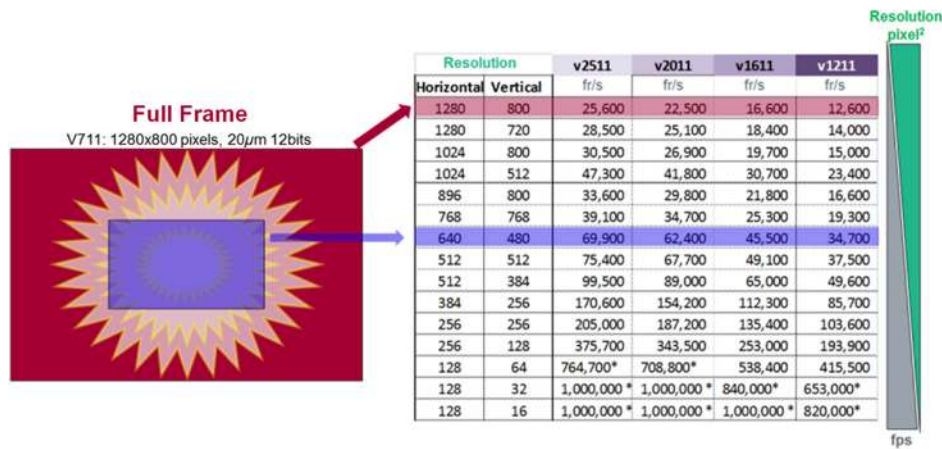 Resolution
pixel²
Resolution v2511 v2011 v1611 v1211
Horizontal Vertical fr/s fr/s fr/s fr/s
Full Frame
V711: 1280x800 pixels, 20µm 12bits
1280 800 25,600 22,500 16,600 12,600
1280 720 28,500 25,100 18,400 14,000
1024 800 30,500 26,900 19,700 15,000
1024 512 47,300 41,800 30,700 23,400
896 800 33,600 29,800 21,800 16,600
768 768 39,100 34,700 25,300 19,300
640 480 69,900 62,400 45,500 34,700
512 512 75,400 67,700 49,100 37,500
512 384 99,500 89,000 65,000 49,600
384 256 170,600 154,200 112,300 85,700
256 256 205,000 187,200 135,400 103,600
256 128 375,700 343,500 253,000 193,900
128 64 764,700* 708,800* 538,400 415,500
128 32 1,000,000 * 1,000,000 * 840,000* 653,000*
128 16 1,000,000 * 1,000,000 * 1,000,000 * 820,000*
fps